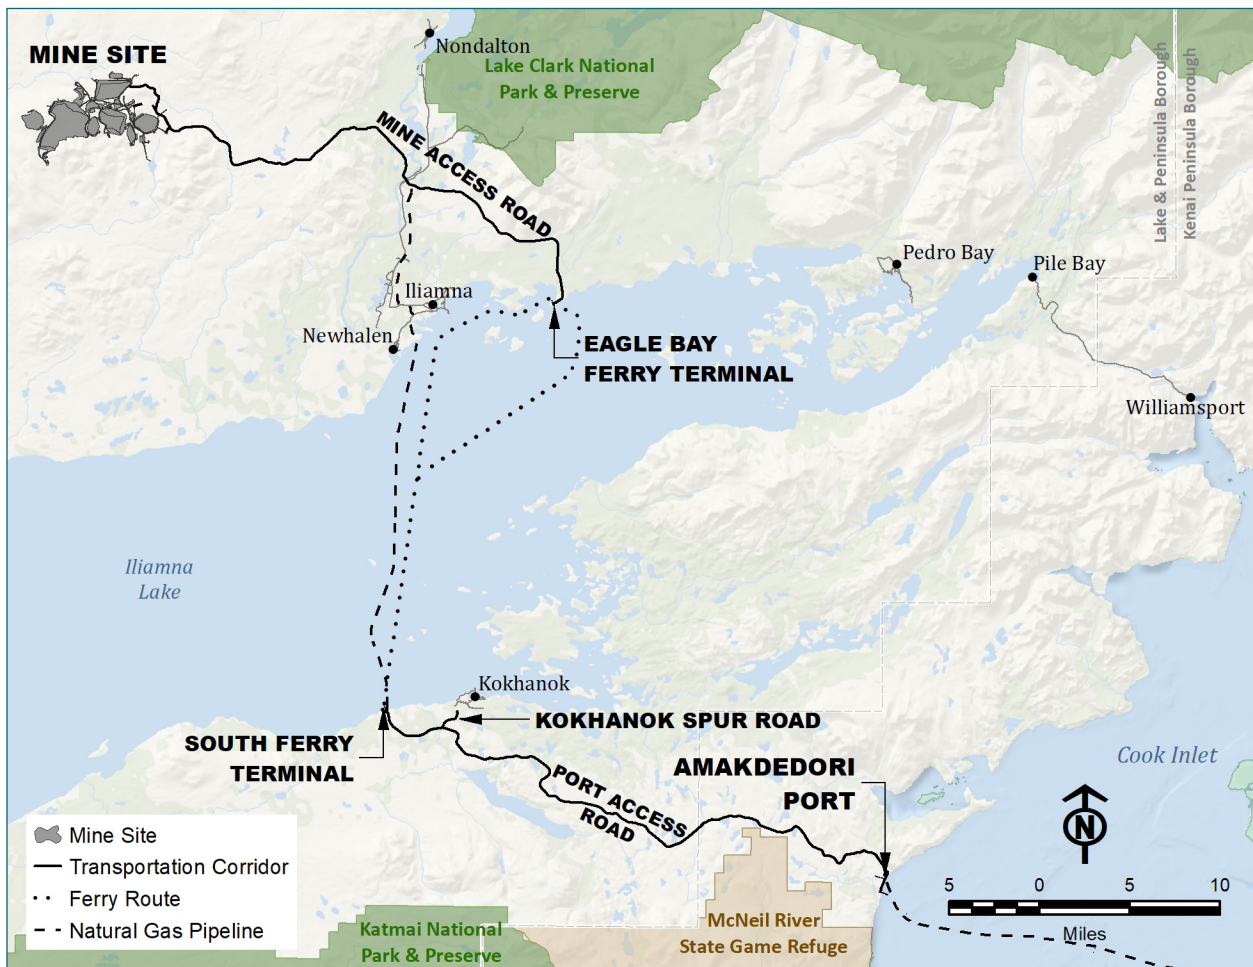 Nondalton
MINE SITE
Lake Clark National
Park & Preserve
Lake & Peninsula Borough
Kenai Peninsula Borough
MINE ACCESS ROAD
Pedro Bay
Pile Bay
Iliamna
Newhalen
EAGLE BAY
FERRY TERMINAL
Williamsport
Iliamna
Lake
Kokhanok
KOKHANOK SPUR ROAD
SOUTH FERRY
TERMINAL
PORT ACCESS
ROAD
AMAKDEDORI
PORT
Cook Inlet
N
Mine Site
Transportation Corridor
Ferry Route
Natural Gas Pipeline
5 0 5 10
Miles
McNeil River
State Game Refuge
Katmai National
Park & Preserve